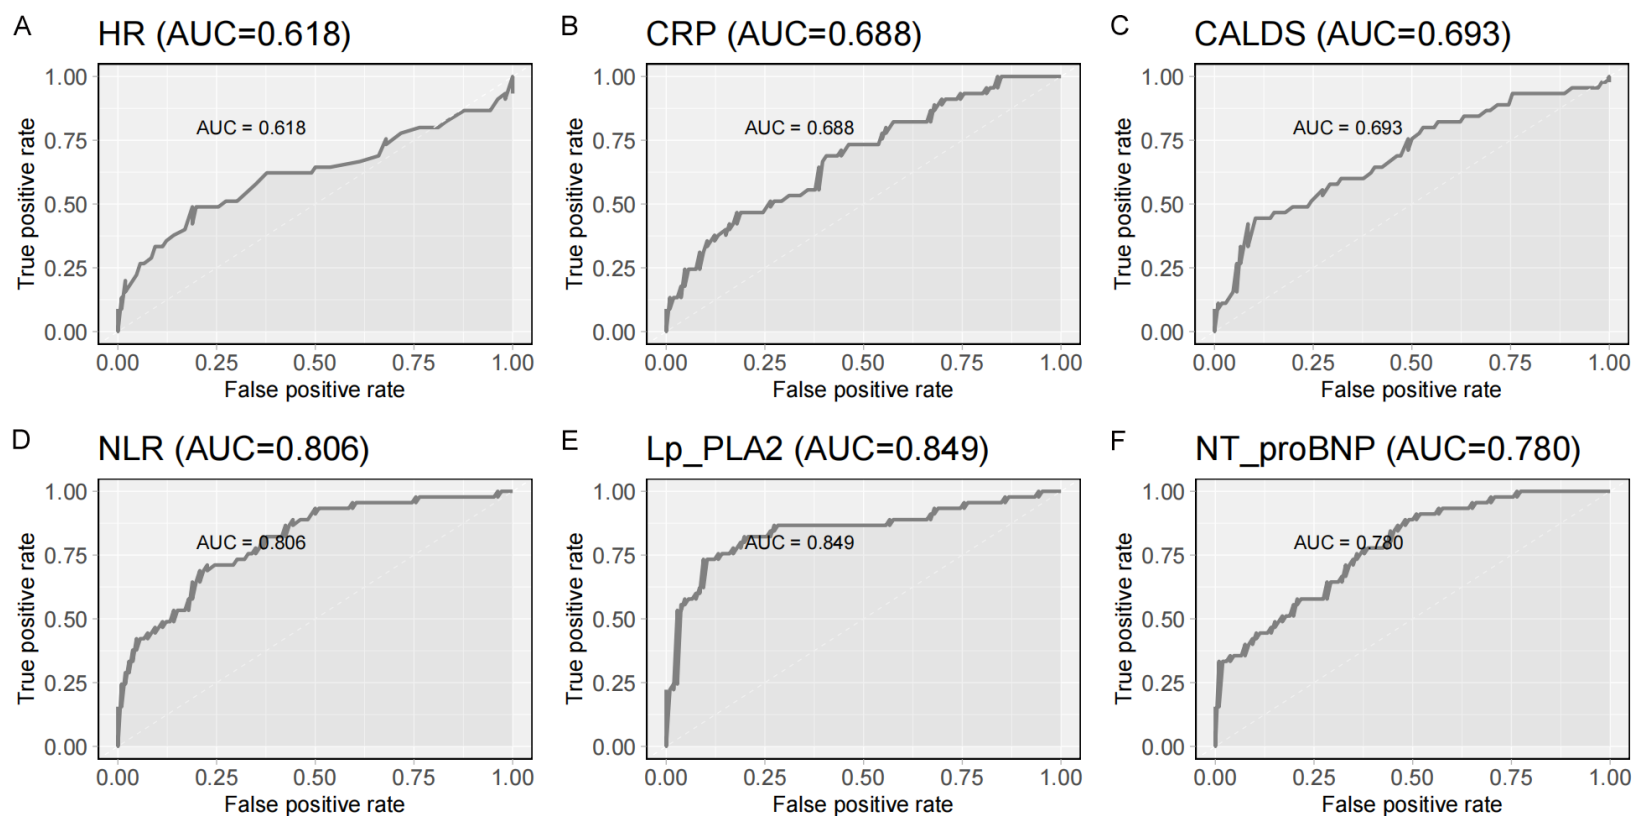 A
HR (AUC=0.618)
1.00
0.75
0.50
0.25
0.00
True positive rate
AUC = 0.618
0.00 0.25 0.50 0.75 1.00
False positive rate
B
CRP (AUC=0.688)
1.00
0.75
0.50
0.25
0.00
True positive rate
AUC = 0.688
0.00 0.25 0.50 0.75 1.00
False positive rate
C
CALDS (AUC=0.693)
1.00
0.75
0.50
0.25
0.00
True positive rate
AUC = 0.693
0.00 0.25 0.50 0.75 1.00
False positive rate
D
NLR (AUC=0.806)
1.00
0.75
0.50
0.25
0.00
True positive rate
AUC = 0.806
0.00 0.25 0.50 0.75 1.00
False positive rate
E
Lp_PLA2 (AUC=0.849)
1.00
0.75
0.50
0.25
0.00
True positive rate
AUC = 0.849
0.00 0.25 0.50 0.75 1.00
False positive rate
F
NT_proBNP (AUC=0.780)
1.00
0.75
0.50
0.25
0.00
True positive rate
AUC = 0.780
0.00 0.25 0.50 0.75 1.00
False positive rate